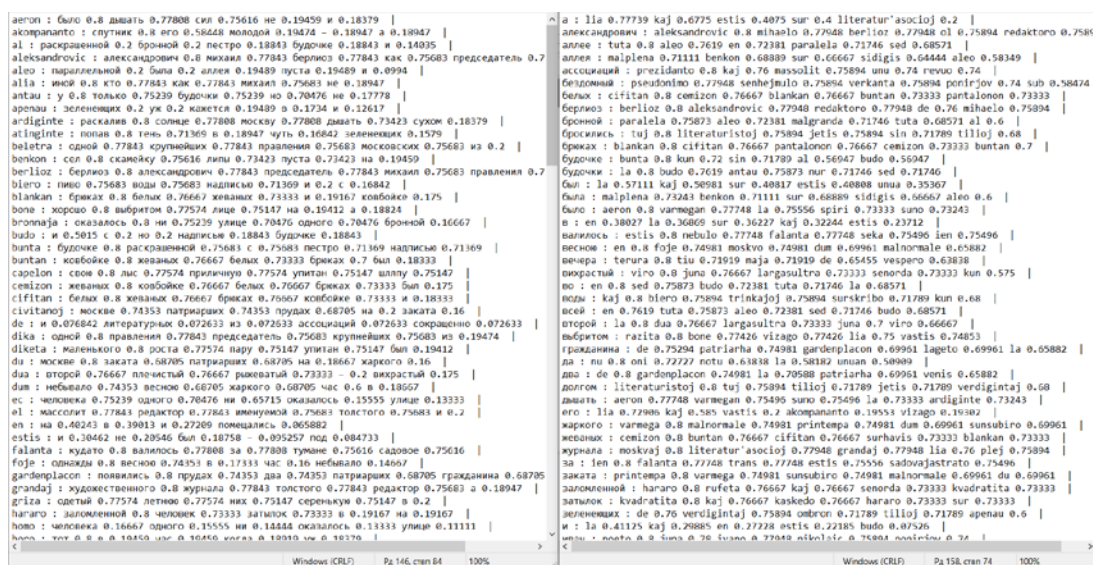 aeron : было 0.8 дышать 0.77808 сил 0.75616 не 0.19459 и 0.18379 |
akompananto : спутник 0.8 его 0.58448 молодой 0.19474 – 0.18947 а 0.18947 |
al : раскрашенной 0.2 бронной 0.2 пестро 0.18843 будочке 0.18843 и 0.14035 |
aleksandrovic : александрович 0.8 михаил 0.77843 берлиоз 0.77843 как 0.75683 председатель 0.7
aleo : параллельной 0.2 была 0.2 аллея 0.19489 пуста 0.19489 и 0.0994 |
alia : иной 0.8 кто 0.77843 как 0.77843 михаил 0.75683 не 0.18947 |
antau : у 0.8 только 0.75239 будочки 0.75239 но 0.70476 не 0.17778 |
apenau : зеленеющих 0.2 уж 0.2 кажется 0.19489 в 0.1734 и 0.12617 |
ardiginte : раскалив 0.8 солнце 0.77808 москву 0.77808 дышать 0.73423 сухом 0.18379 |
atinginte : попав 0.8 тень 0.71369 в 0.18947 чуть 0.16842 зеленеющих 0.1579 |
beletra : одной 0.77843 крупнейших 0.77843 правления 0.75683 московских 0.75683 из 0.2 |
benkon : сел 0.8 скамейку 0.75616 липы 0.73423 пуста 0.73423 на 0.19459 |
berlioz : берлиоз 0.8 александрович 0.77843 председатель 0.77843 михаил 0.75683 правления 0.7
biero : пиво 0.75683 воды 0.75683 надписью 0.71369 и 0.2 с 0.16842 |
blankan : брюках 0.8 белых 0.76667 жеваных 0.73333 и 0.19167 ковбойке 0.175 |
bone : хорошо 0.8 выбритом 0.77574 лице 0.75147 на 0.19412 а 0.18824 |
bronnaja : оказалось 0.8 ни 0.75239 улице 0.70476 одного 0.70476 бронной 0.16667 |
budo : и 0.5015 с 0.2 но 0.2 надписью 0.18843 будочке 0.18843 |
bunta : будочке 0.8 раскрашенной 0.75683 с 0.75683 пестро 0.71369 надписью 0.71369 |
buntan : ковбойке 0.8 жеваных 0.76667 белых 0.73333 брюках 0.7 был 0.18333 |
capelon : свою 0.8 лыс 0.77574 приличную 0.77574 упитан 0.75147 шляпу 0.75147 |
cemizon : жеваных 0.8 ковбойке 0.76667 белых 0.76667 брюках 0.73333 был 0.175 |
cifitan : белых 0.8 жеваных 0.76667 брюках 0.76667 ковбойке 0.73333 и 0.18333 |
civitanoj : москве 0.74353 патриарших 0.74353 прудах 0.68705 на 0.2 заката 0.16 |
de : и 0.076842 литературных 0.072633 из 0.072633 ассоциаций 0.072633 сокращенно 0.072633 |
dika : одной 0.8 правления 0.77843 председатель 0.75683 крупнейших 0.75683 из 0.19474 |
diketa : маленького 0.8 роста 0.77574 пару 0.75147 упитан 0.75147 был 0.19412 |
du : москве 0.8 заката 0.68705 патриарших 0.68705 на 0.18667 жаркого 0.16 |
dua : второй 0.76667 плечистый 0.76667 рыжеватый 0.73333 – 0.2 вихрастый 0.175 |
dum : небывало 0.74353 весною 0.68705 жаркого 0.68705 час 0.6 в 0.18667 |
ec : человека 0.75239 одного 0.70476 ни 0.65715 оказалось 0.15555 улице 0.13333 |
el : массолит 0.77843 редактор 0.77843 именуемой 0.75683 толстого 0.75683 и 0.2 |
en : на 0.40243 в 0.39013 и 0.27209 помещались 0.065882 |
estis : и 0.30462 не 0.20546 был 0.18758 – 0.095257 под 0.084733 |
falanta : кудато 0.8 валилось 0.77808 за 0.77808 тумане 0.75616 садовое 0.75616 |
foje : однажды 0.8 весною 0.74353 в 0.17333 час 0.16 небывало 0.14667 |
gardenplacon : появились 0.8 прудах 0.74353 два 0.74353 патриарших 0.68705 гражданина 0.68705
grandaj : художественного 0.8 журнала 0.77843 толстого 0.77843 редактор 0.75683 а 0.18947 |
griza : одетый 0.77574 летнюю 0.77574 них 0.75147 серенькую 0.75147 в 0.2 |
hararo : заломленной 0.8 человек 0.73333 затылок 0.73333 в 0.19167 на 0.19167 |
homo : человека 0.16667 одного 0.15555 ни 0.14444 оказалось 0.13333 улице 0.11111 |
Windows (CRLF) Ра 146, степ 84 100%
a : lia 0.77739 kaj 0.6775 estis 0.4075 sur 0.4 literatur'asocioj 0.2 |
александрович : aleksandrovic 0.8 mihaelo 0.77948 berlioz 0.77948 ol 0.75894 redaktoro 0.7589
аллее : tuta 0.8 aleo 0.7619 en 0.72381 paralela 0.71746 sed 0.68571 |
аллея : malplena 0.71111 benkon 0.68889 sur 0.66667 sidigis 0.64444 aleo 0.58349 |
ассоциаций : prezidanto 0.8 kaj 0.76 massolit 0.75894 unu 0.74 revuo 0.74 |
бездомный : pseudonimo 0.77948 senhejmulo 0.75894 verkanta 0.75894 ponirjov 0.74 sub 0.58474
белых : cifitan 0.8 cemizon 0.76667 blankan 0.76667 buntan 0.73333 pantalonon 0.73333 |
берлиоз : berlioz 0.8 aleksandrovic 0.77948 redaktoro 0.77948 de 0.76 mihaelo 0.75894 |
бронной : paralela 0.75873 aleo 0.72381 malgranda 0.71746 tuta 0.68571 al 0.6 |
бросились : tuj 0.8 literaturistoj 0.75894 jetis 0.75894 sin 0.71789 tilioj 0.68 |
брюках : blankan 0.8 cifitan 0.76667 pantalonon 0.76667 cemizon 0.73333 buntan 0.7 |
будочке : bunta 0.8 kun 0.72 sin 0.71789 al 0.56947 budo 0.56947 |
будочки : la 0.8 budo 0.7619 antau 0.75873 nur 0.71746 sed 0.71746 |
был : la 0.57111 kaj 0.50981 sur 0.40817 estis 0.40808 unua 0.35367 |
была : malplena 0.73243 benkon 0.71111 sur 0.68889 sidigis 0.66667 aleo 0.6 |
было : aeron 0.8 varmegan 0.77748 la 0.75556 spiri 0.73333 suno 0.73243 |
в : en 0.38027 la 0.36869 sur 0.36227 kaj 0.32244 estis 0.23712 |
валилось : estis 0.8 nebulo 0.77748 falanta 0.77748 seka 0.75496 ien 0.75496 |
весною : en 0.8 foje 0.74981 moskvo 0.74981 dum 0.69961 malnormale 0.65882 |
вечера : terura 0.8 tiu 0.71919 maja 0.71919 de 0.65455 vespero 0.63838 |
вихрастый : viro 0.8 juna 0.76667 largasultra 0.73333 senorda 0.73333 kun 0.575 |
во : en 0.8 sed 0.75873 budo 0.72381 tuta 0.71746 la 0.68571 |
воды : kaj 0.8 biero 0.75894 trinkajoj 0.75894 surskribo 0.71789 kun 0.68 |
всей : en 0.7619 tuta 0.75873 aleo 0.72381 sed 0.71746 budo 0.68571 |
второй : la 0.8 dua 0.76667 largasultra 0.73333 juna 0.7 viro 0.66667 |
выбритом : razita 0.8 bone 0.77426 vizago 0.77426 lia 0.75 vastis 0.74853 |
гражданина : de 0.75294 patriarha 0.74981 gardenplacon 0.69961 lageto 0.69961 la 0.65882 |
да : nu 0.8 oni 0.72727 notu 0.63838 la 0.58182 unuan 0.50909 |
два : de 0.8 gardenplacon 0.74981 la 0.70588 patriarha 0.69961 venis 0.65882 |
долгом : literaturistoj 0.8 tuj 0.75894 tilioj 0.71789 jetis 0.71789 verdigintaj 0.68 |
дышать : aeron 0.77748 varmegan 0.75496 suno 0.75496 la 0.73333 ardiginte 0.73243 |
его : lia 0.72906 kaj 0.585 vastis 0.2 akompananto 0.19553 vizago 0.19302 |
жаркого : varmega 0.8 malnormale 0.74981 printempa 0.74981 dum 0.69961 sunsubiro 0.69961 |
жеваных : cemizon 0.8 buntan 0.76667 cifitan 0.76667 surhavis 0.73333 blankan 0.73333 |
журнала : moskvaj 0.8 literatur'asocioj 0.77948 grandaj 0.77948 lia 0.76 plej 0.75894 |
за : ien 0.8 falanta 0.77748 trans 0.77748 estis 0.75556 sadovajastrato 0.75496 |
заката : printempa 0.8 varmega 0.74981 sunsubiro 0.74981 malnormale 0.69961 du 0.69961 |
заломленной : hararo 0.8 rufeta 0.76667 kaj 0.76667 senorda 0.73333 kvadratita 0.73333 |
затылок : kvadratita 0.8 kaj 0.76667 kaskedo 0.76667 hararo 0.73333 sur 0.73333 |
зеленеющих : de 0.76 verdigintaj 0.75894 ombron 0.71789 tilioj 0.71789 apenau 0.6 |
и : la 0.41125 kaj 0.29885 en 0.27228 estis 0.22185 budo 0.07526 |
Windows (CRLF) Ра 158, степ 74 100%